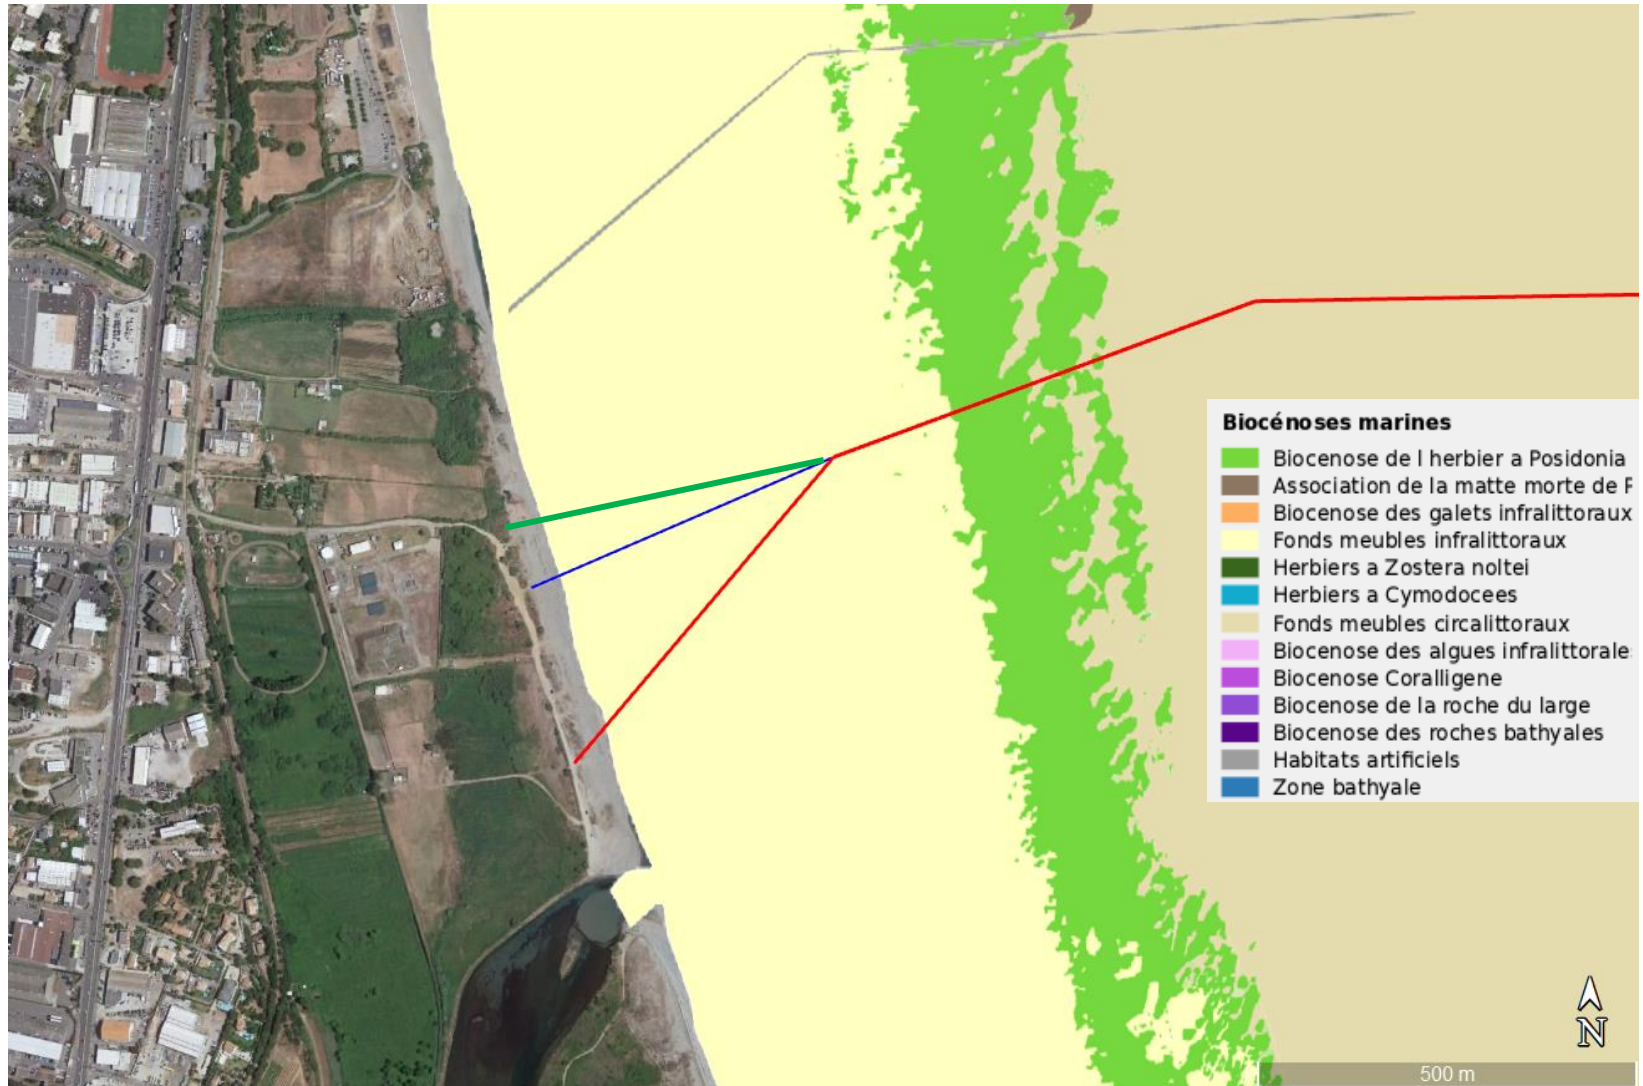 Biocénoses marines
Biocenose de l herbier a Posidonia
Association de la matte morte de F
Biocenose des galets infralittoraux
Fonds meubles infralittoraux
Herbiers a Zostera noltei
Herbiers a Cymodocees
Fonds meubles circalittoraux
Biocenose des algues infralittorale
Biocenose Coralligene
Biocenose de la roche du large
Biocenose des roches bathyales
Habitats artificiels
Zone bathyale
N
500 m